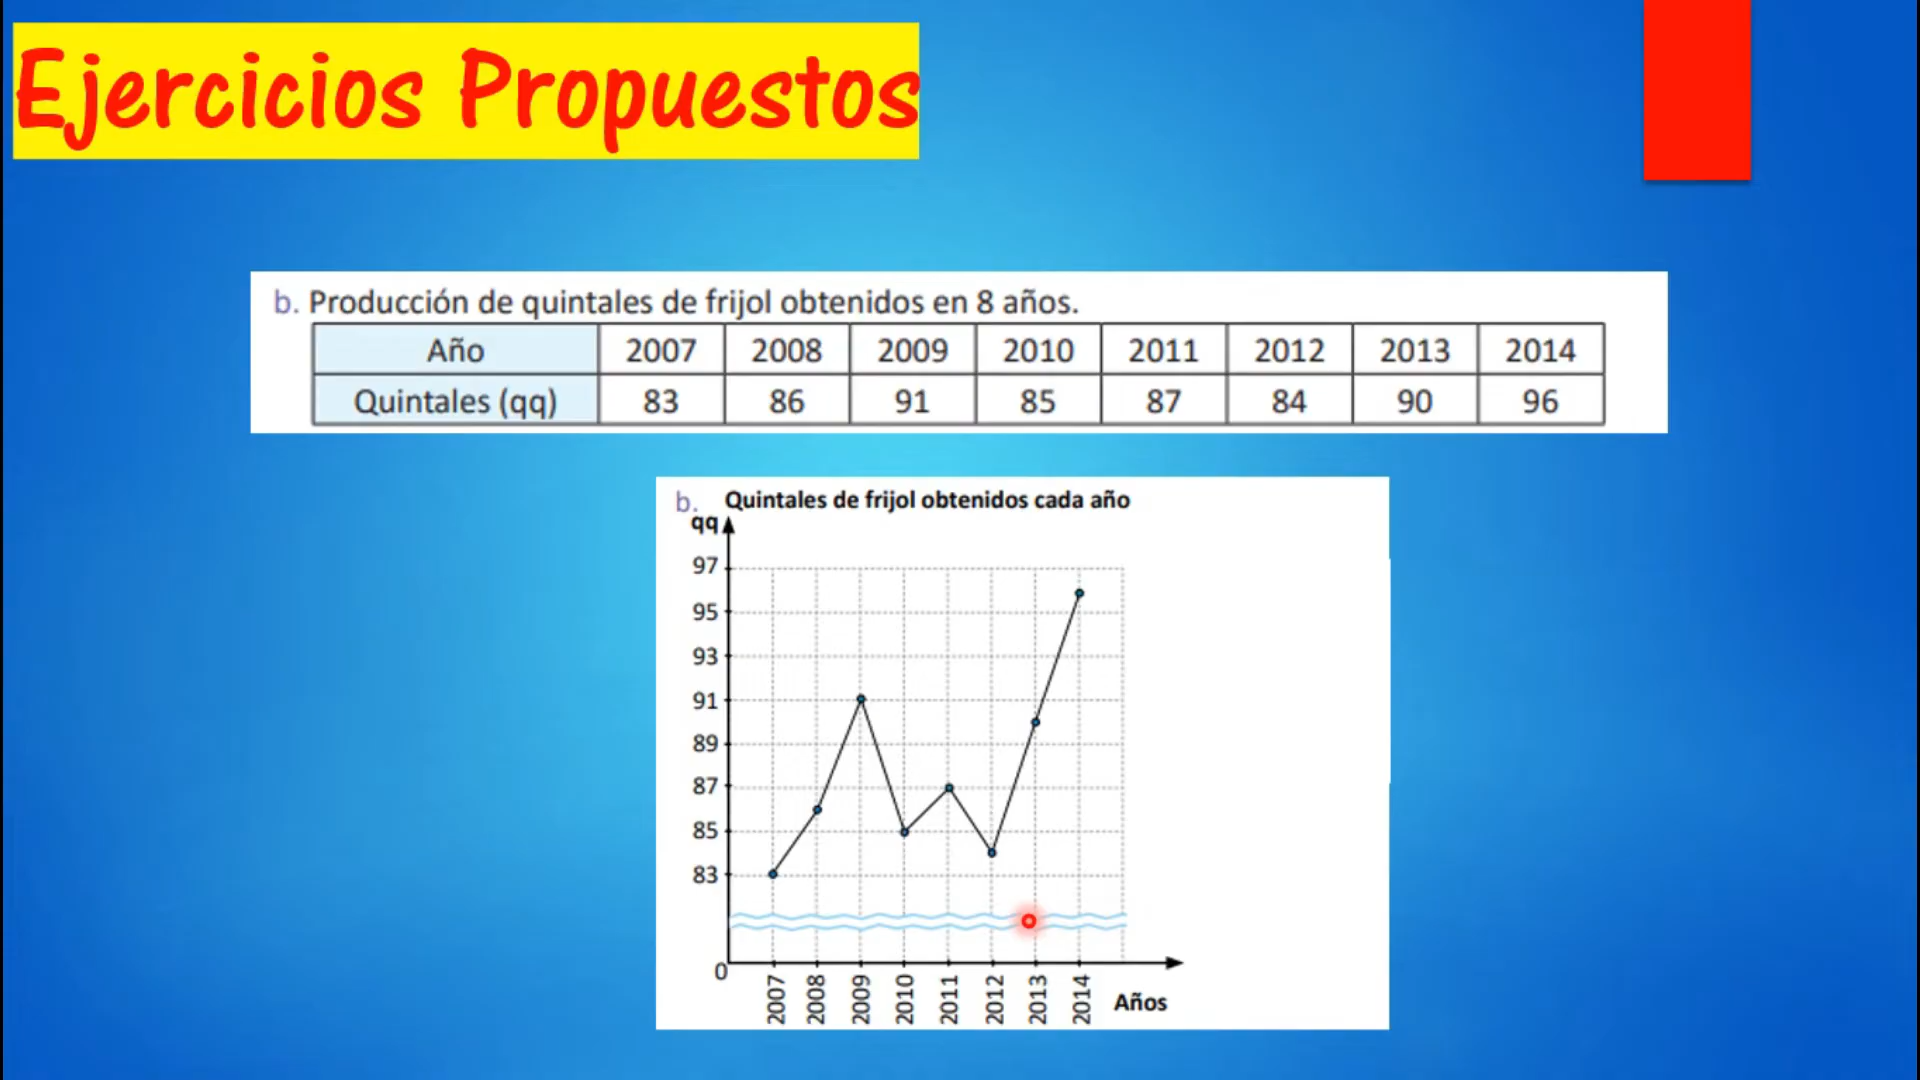 Ejercicios Propuestos
b. Producción de quintales de frijol obtenidos en 8 años.
Año 2007 2008 2009 2010 2011 2012 2013 2014
Quintales (qq) 83 86 91 85 87 84 90 96
b. Quintales de frijol obtenidos cada año
qq
97
95
93
91
89
87
85
83
0
2007 2008 2009 2010 2011 2012 2013 2014
Años